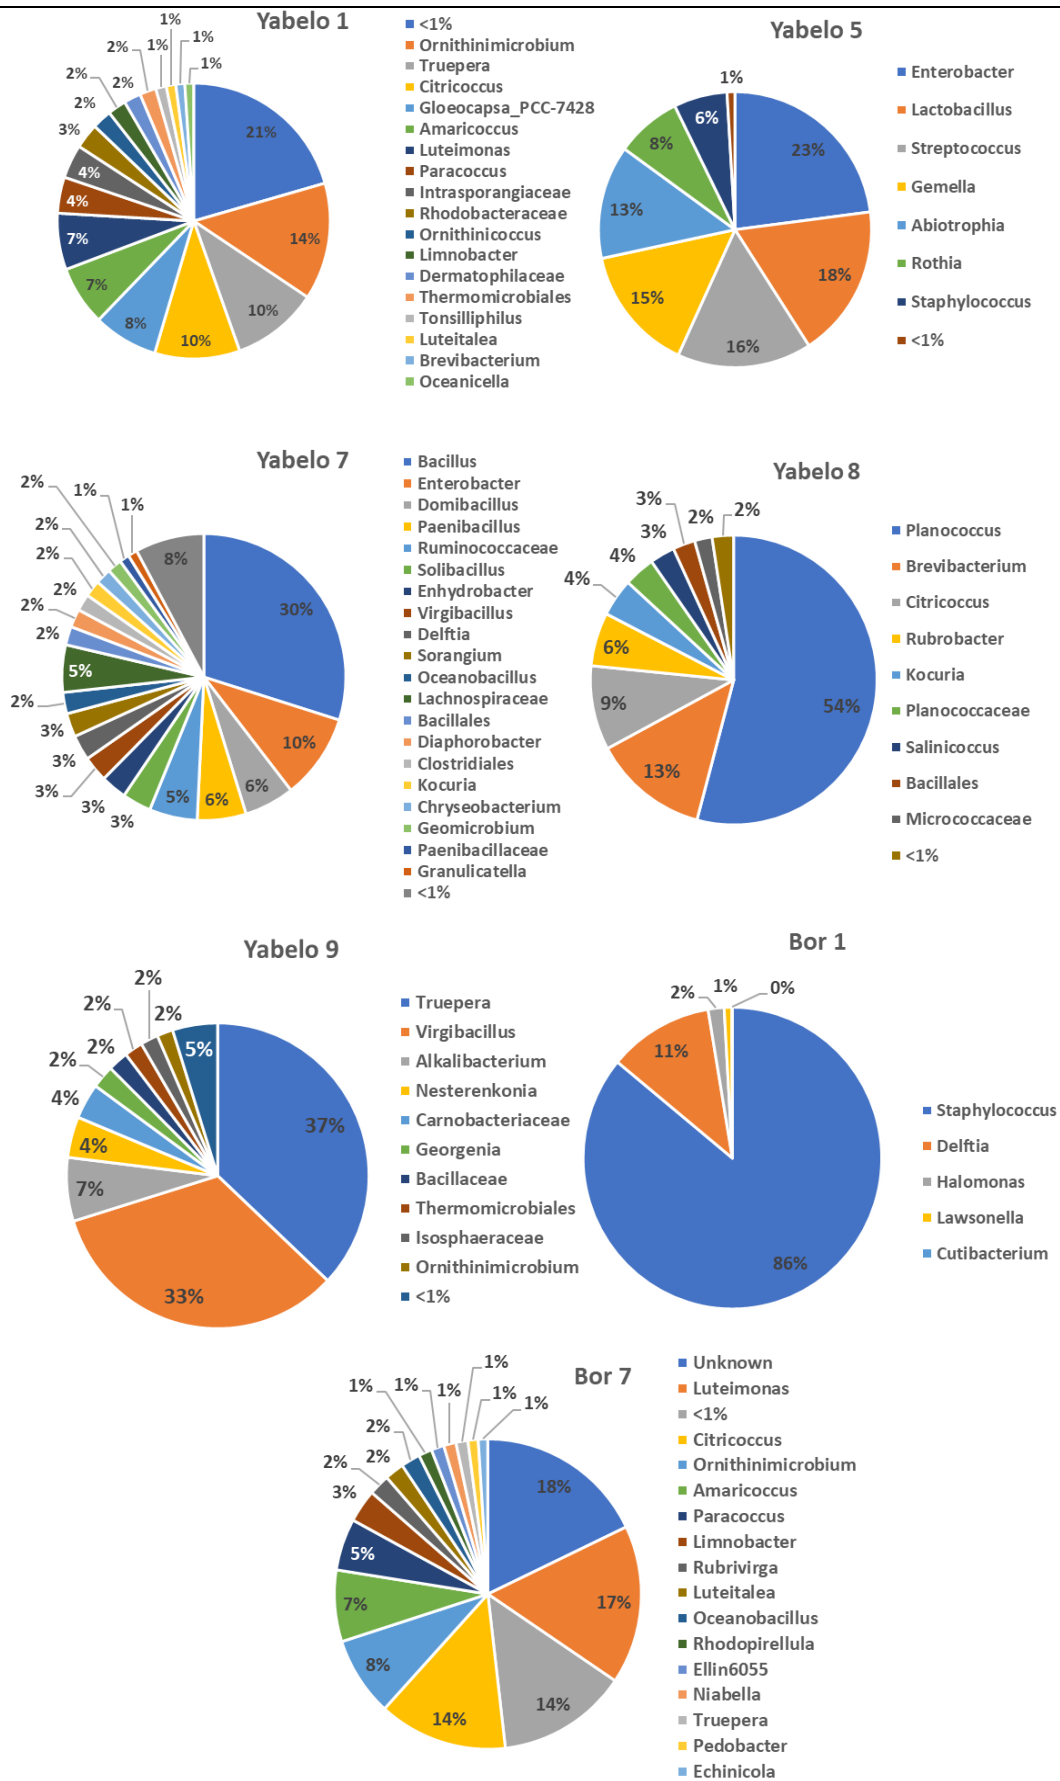 Yabelo 1
1%
1%
2%
1%
1%
2%
2%
2%
3%
4%
4%
7%
7%
8%
10%
10%
14%
21%
<1%
Ornithinimicrobium
Truepera
Citricoccus
Gloeocapsa_PCC-7428
Amaricoccus
Luteimonas
Paracoccus
Intrasporangiaceae
Rhodobacteraceae
Ornithinicoccus
Limnobacter
Dermatophilaceae
Thermomicrobiales
Tonsilliphilus
Luteitalea
Brevibacterium
Oceanicella
Yabelo 5
1%
6%
8%
13%
15%
16%
18%
23%
Enterobacter
Lactobacillus
Streptococcus
Gemella
Abiotrophia
Rothia
Staphylococcus
<1%
Yabelo 7
2%
1%
1%
2%
2%
2%
2%
2%
5%
2%
3%
3%
3%
3%
3%
5%
6%
6%
10%
30%
8%
Bacillus
Enterobacter
Domibacillus
Paenibacillus
Ruminococcaceae
Solibacillus
Enhydrobacter
Virgibacillus
Delftia
Sorangium
Oceanobacillus
Lachnospiraceae
Bacillales
Diaphorobacter
Clostridiales
Kocuria
Chryseobacterium
Geomicrobium
Paenibacillaceae
Granulicatella
<1%
Yabelo 8
3%
2%
2%
3%
4%
4%
6%
9%
13%
54%
Planococcus
Brevibacterium
Citricoccus
Rubrobacter
Kocuria
Planococcaceae
Salinicoccus
Bacillales
Micrococcaceae
<1%
Yabelo 9
2%
2%
2%
2%
2%
4%
4%
7%
33%
37%
5%
Truepera
Virgibacillus
Alkalibacterium
Nesterenkonia
Carnobacteriaceae
Georgenia
Bacillaceae
Thermomicrobiales
Isosphaeraceae
Ornithinimicrobium
<1%
Bor 1
2%
1%
0%
11%
86%
Staphylococcus
Delftia
Halomonas
Lawsonella
Cutibacterium
Bor 7
1%
1%
1%
1%
1%
1%
2%
2%
2%
3%
5%
7%
8%
14%
14%
17%
18%
Unknown
Luteimonas
<1%
Citricoccus
Ornithinimicrobium
Amaricoccus
Paracoccus
Limnobacter
Rubrivirga
Luteitalea
Oceanobacillus
Rhodopirellula
Ellin6055
Niabella
Truepera
Pedobacter
Echinicola